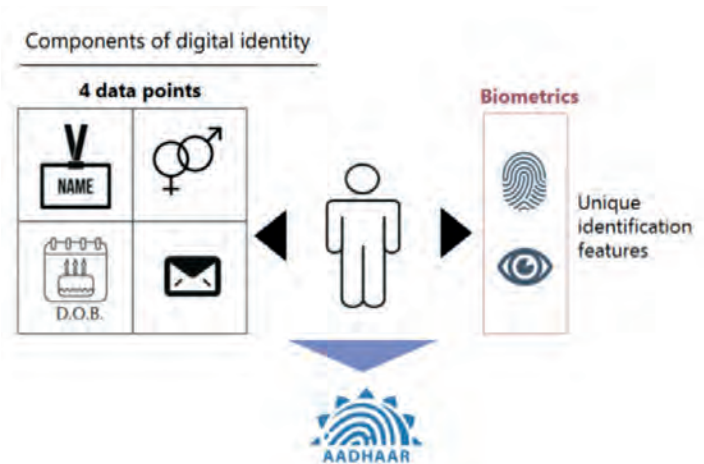 Components of digital identity
4 data points
Biometrics
NAME
D.O.B.
Unique
identification
features
AADHAAR